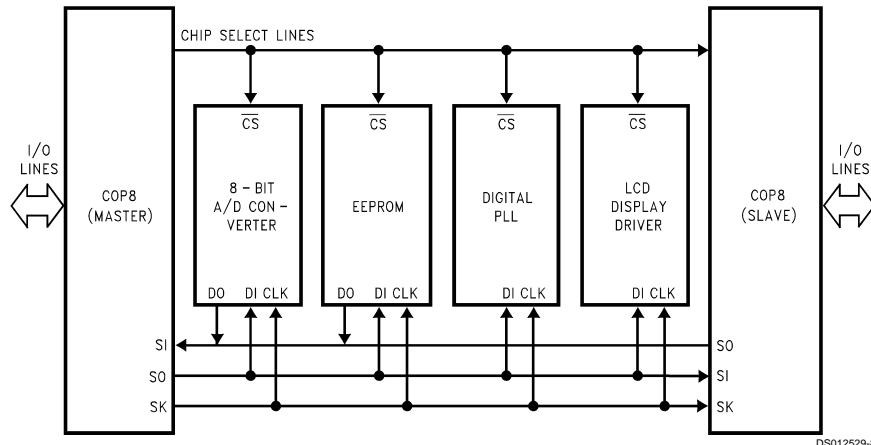 CHIP SELECT LINES
CS
CS
CS
CS
I/O
LINES
COP8
(MASTER)
8 - BIT
A/D CON -
VERTER
EEPROM
DIGITAL
PLL
LCD
DISPLAY
DRIVER
COP8
(SLAVE)
I/O
LINES
DO DI CLK
DO DI CLK
DI CLK
DI CLK
SI
SO
SO
SI
SK
SK